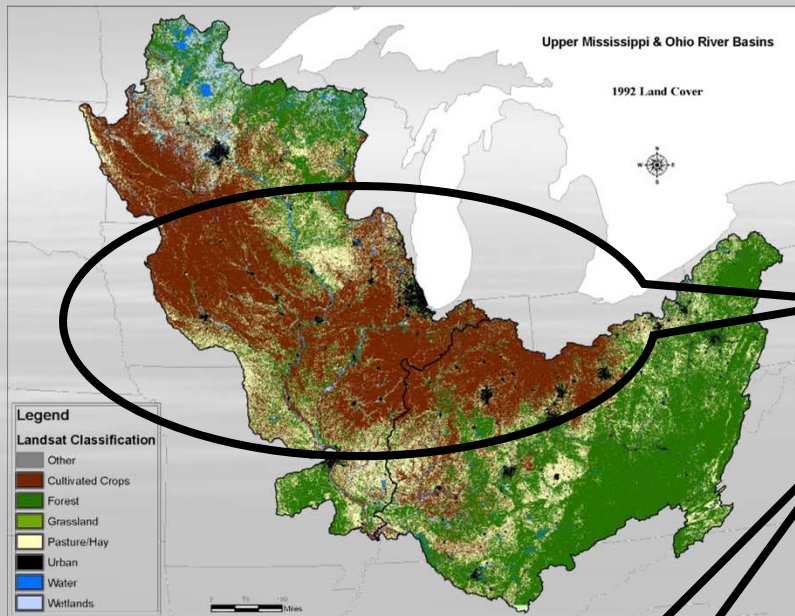 Upper Mississippi & Ohio River Basins
1992 Land Cover
N
W
E
S
Legend
Landsat Classification
Other
Cultivated Crops
Forest
Grassland
Pasture/Hay
Urban
Water
Wetlands
Miles